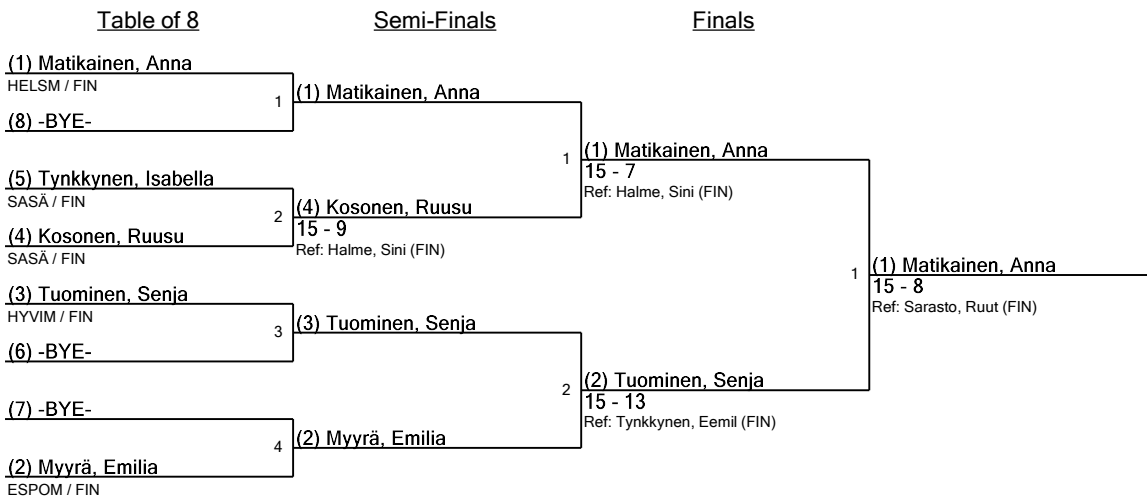 Table of 8
Semi-Finals
Finals
(1) Matikainen, Anna
HELSM / FIN
1
(8) -BYE-
(5) Tynkkynen, Isabella
SASÄ / FIN
2
(4) Kosonen, Ruusu
SASÄ / FIN
(3) Tuominen, Senja
HYVIM / FIN
3
(6) -BYE-
(7) -BYE-
4
(2) Myyrä, Emilia
ESPOM / FIN
(1) Matikainen, Anna
1
(4) Kosonen, Ruusu
15 - 9
Ref: Halme, Sini (FIN)
(3) Tuominen, Senja
2
(2) Myyrä, Emilia
(1) Matikainen, Anna
15 - 7
Ref: Halme, Sini (FIN)
1
(2) Tuominen, Senja
15 - 13
Ref: Tynkkynen, Eemil (FIN)
(1) Matikainen, Anna
15 - 8
Ref: Sarasto, Ruut (FIN)